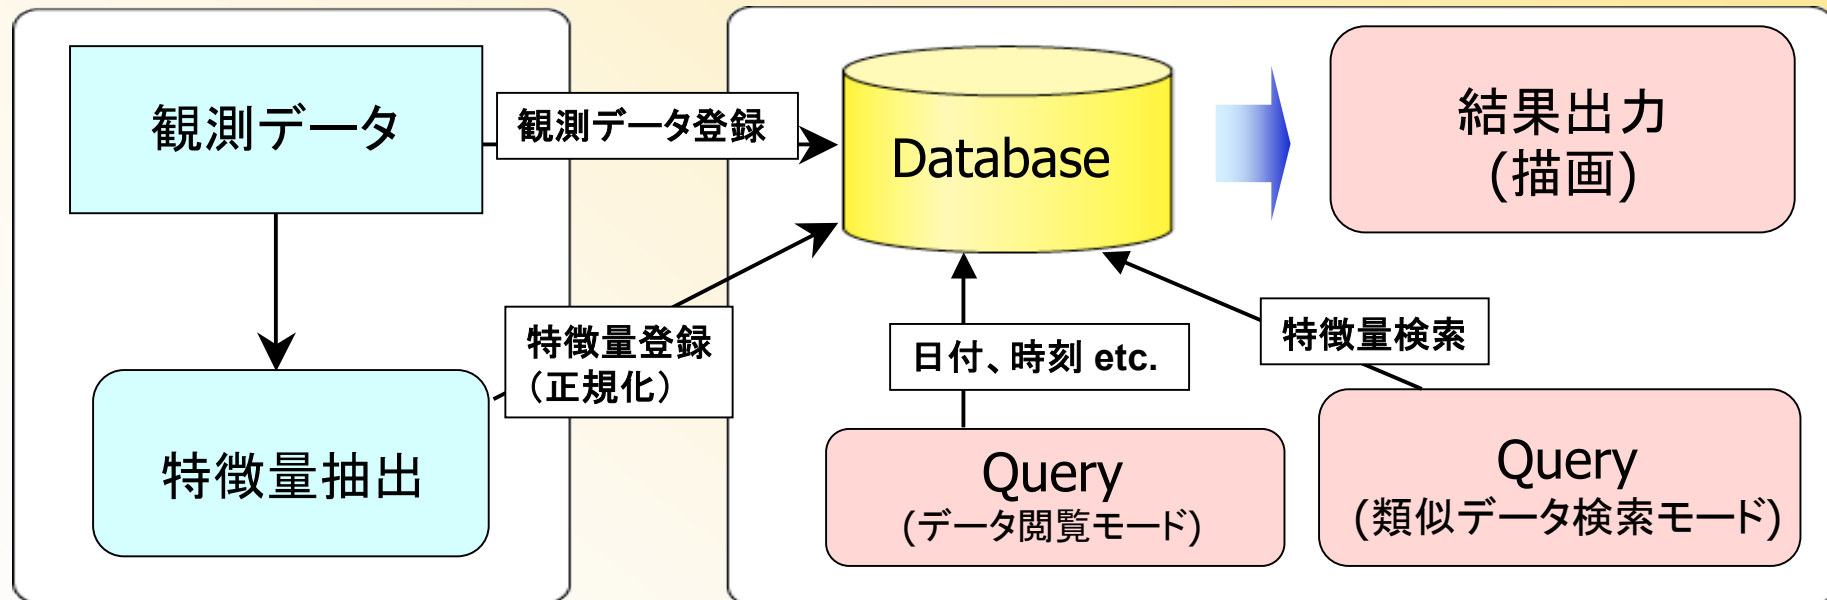 観測データ
観測データ登録
Database
結果出力
(描画)
特徴量登録
（正規化）
日付、時刻 etc.
特徴量検索
特徴量抽出
Query
(データ閲覧モード)
Query
(類似データ検索モード)